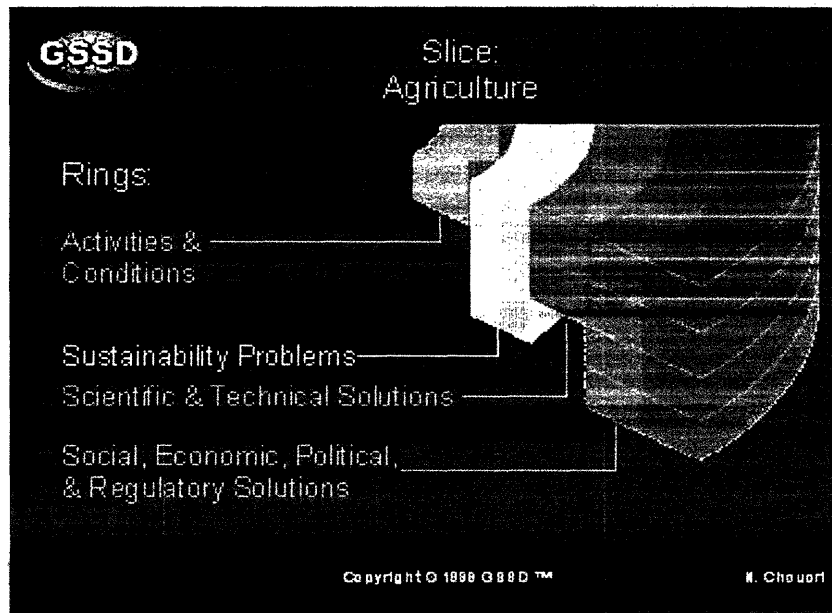 GSSD
Slice:
Agriculture
Rings:
Activities &
Conditions
Sustainability Problems
Scientific & Technical Solutions
Social, Economic, Political,
& Regulatory Solutions
Copyright © 1998 GSSD ™
N. Choucri